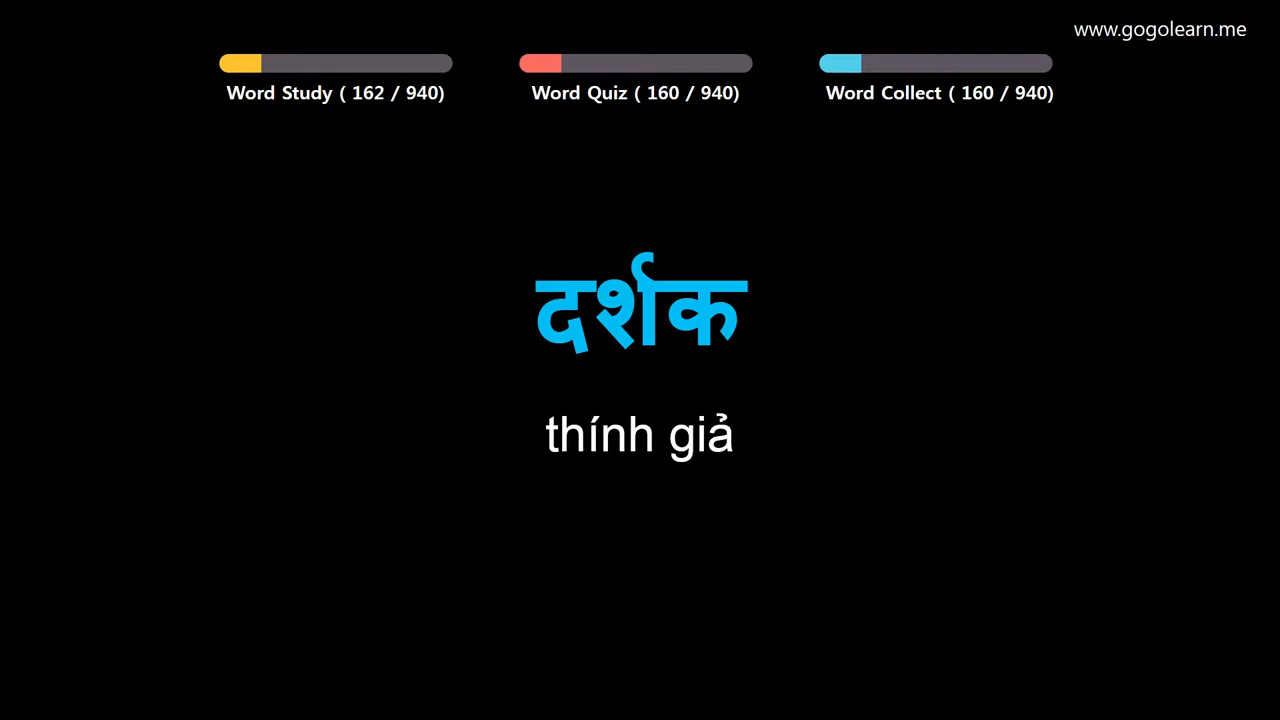 www.gogolearn.me
Word Study ( 162 / 940)
Word Quiz ( 160 / 940)
Word Collect ( 160 / 940)
दर्शक
thính giả